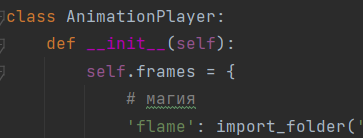 class AnimationPlayer:
def __init__(self):
self.frames = {
# магия
'flame': import_folder('